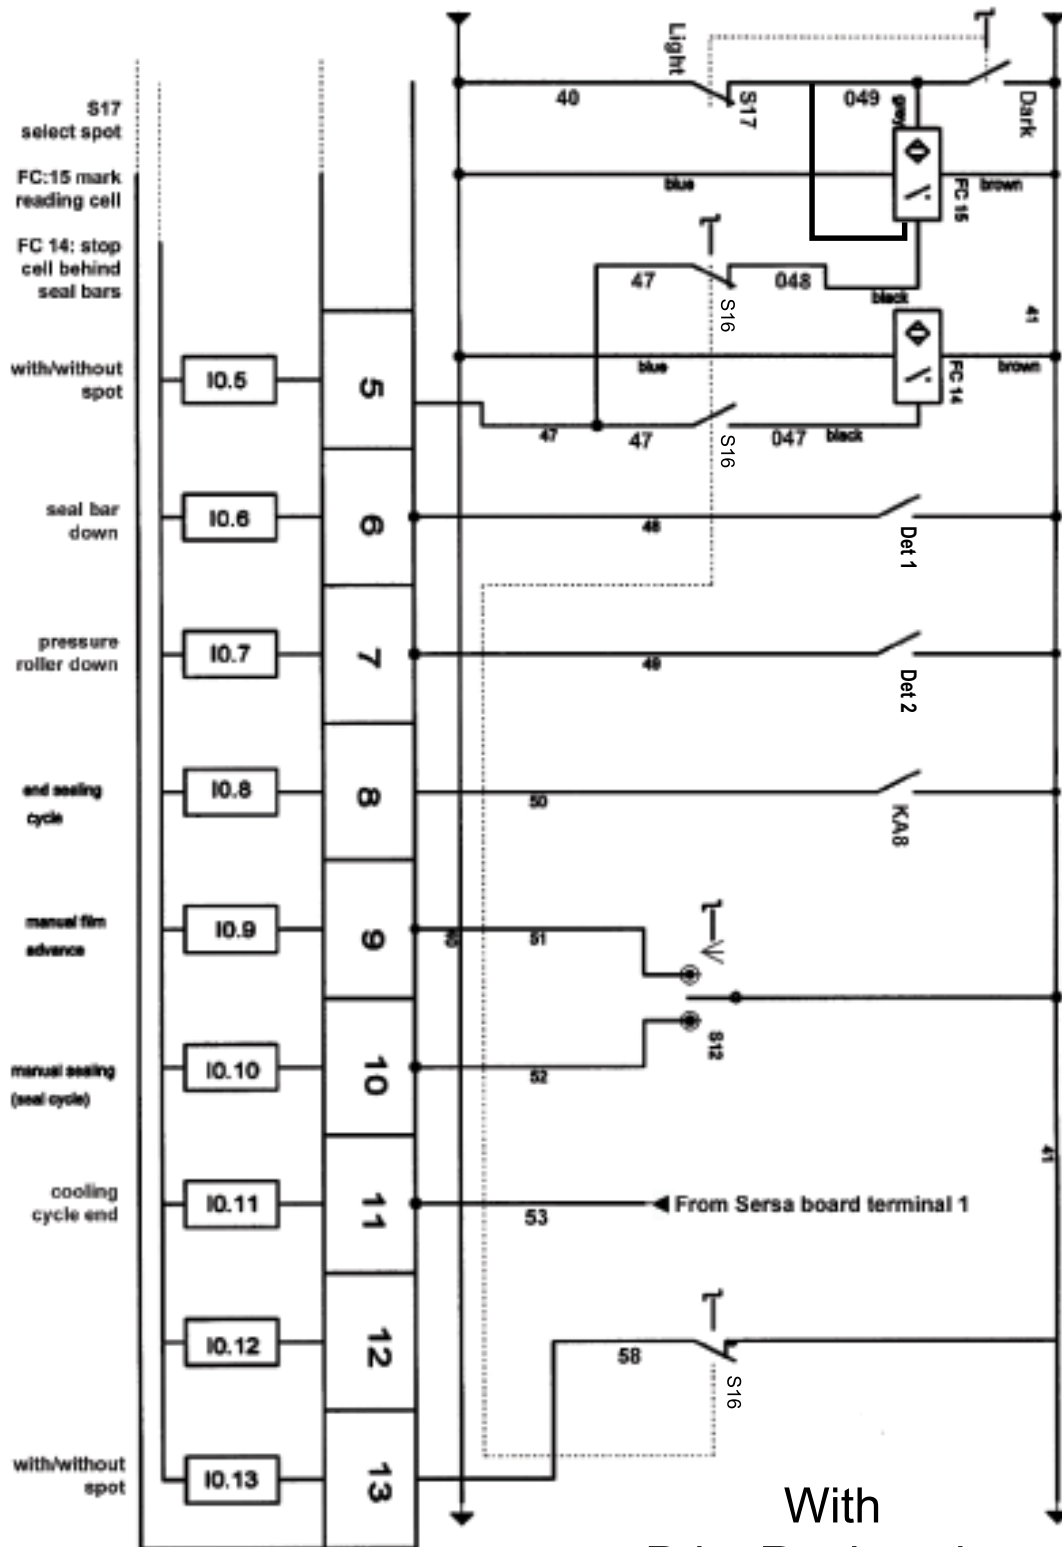 Light
Dark
S17
select spot
40
S17
049
grey
FC:15 mark
reading cell
blue
FC 15
brown
FC 14: stop
cell behind
seal bars
47
048
S16
black
41
with/without
spot
I0.5
5
blue
FC 14
brown
47
47
S16
047
black
seal bar
down
I0.6
6
48
Det 1
pressure
roller down
I0.7
7
49
Det 2
end sealing
cycle
I0.8
8
50
KA8
manual film
advance
I0.9
9
51
S12
manual sealing
(seal cycle)
I0.10
10
52
41
cooling
cycle end
I0.11
11
53
From Sersa board terminal 1
I0.12
12
58
S16
with/without
spot
I0.13
13
With